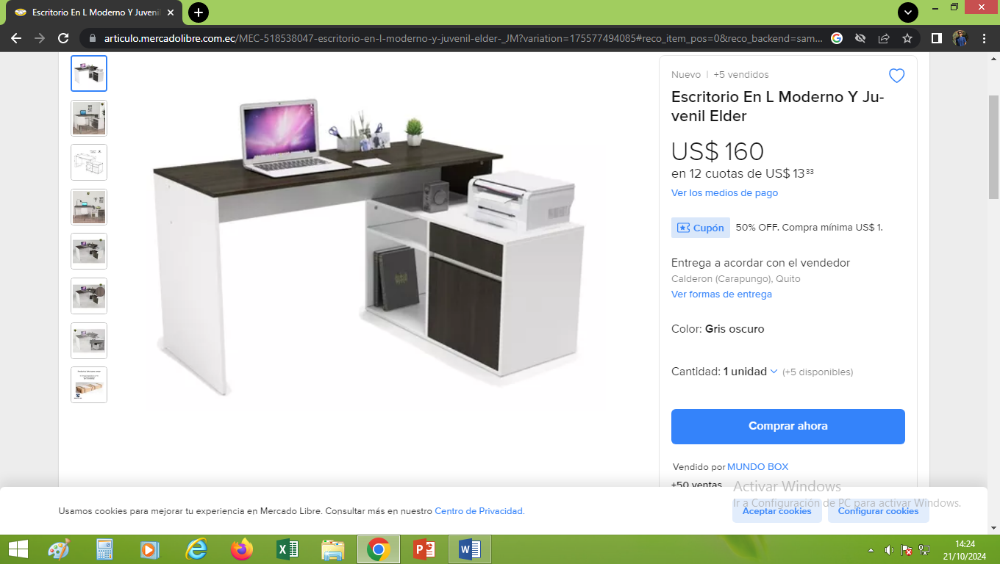 Escritorio En L Moderno Y Juvenil
articulo.mercadolibre.com.ec/MEC-518538047-escritorio-en-l-moderno-y-juvenil-elder-_JM?variation=175577494085#reco_item_pos=0&reco_backend=sam...
Nuevo | +5 vendidos
Escritorio En L Moderno Y Ju-
venil Elder
US$ 160
en 12 cuotas de US$ 13 33
Ver los medios de pago
Cupón 50% OFF. Compra mínima US$ 1.
Entrega a acordar con el vendedor
Calderon (Carapungo), Quito
Ver formas de entrega
Color: Gris oscuro
Cantidad: 1 unidad (+5 disponibles)
Comprar ahora
Vendido por MUNDO BOX
+50 ventas
Activar Windows
Ir a Configuración de PC para activar Windows.
Usamos cookies para mejorar tu experiencia en Mercado Libre. Consultar más en nuestro Centro de Privacidad.
Aceptar cookies
Configurar cookies
14:24
21/10/2024